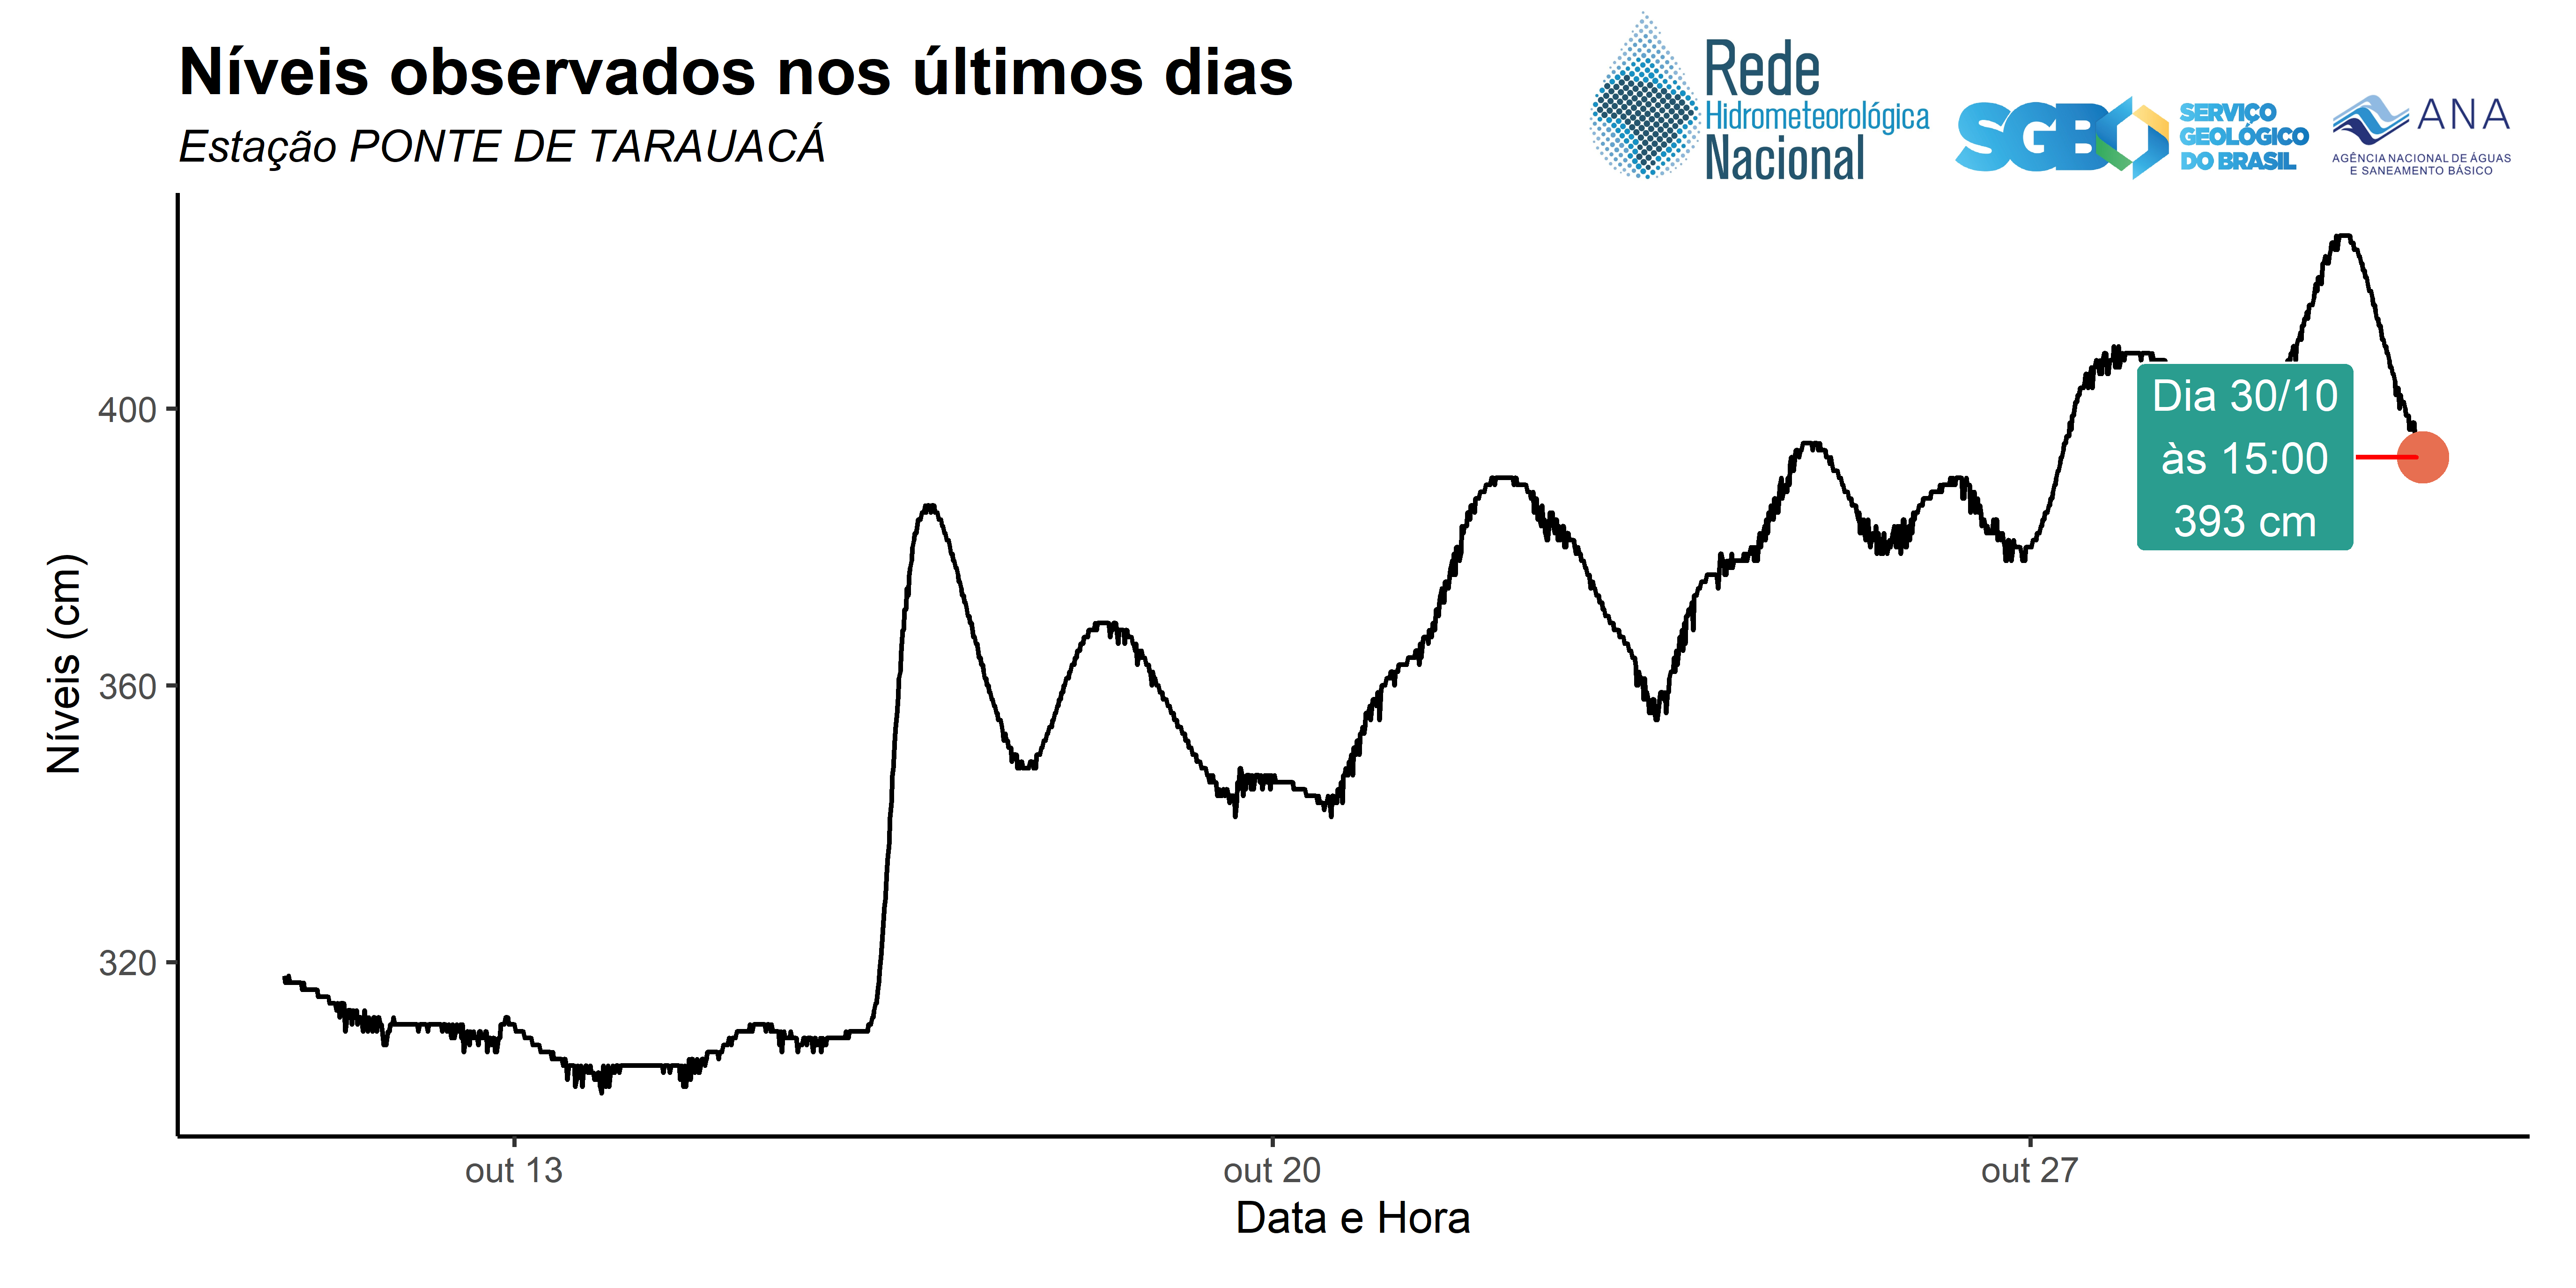 Níveis observados nos últimos dias
Estação PONTE DE TARAUACÁ
Rede
Hidrometeorológica
Nacional
SGB
SERVIÇO
GEOLÓGICO
DO BRASIL
ANA
AGÊNCIA NACIONAL DE ÁGUAS
E SANEAMENTO BÁSICO
Níveis (cm)
400
360
320
Dia 30/10
às 15:00
393 cm
out 13
out 20
out 27
Data e Hora